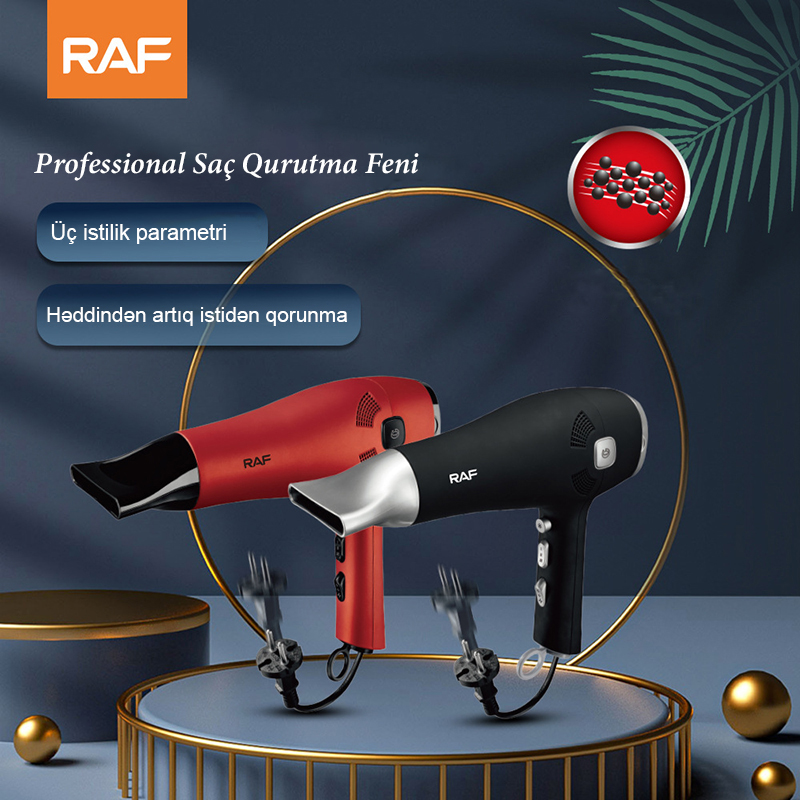 RAF
Professional Saç Qurutma Feni
Üç istilik parametri
Həddindən artıq istidən qorunma
RAF
RAF